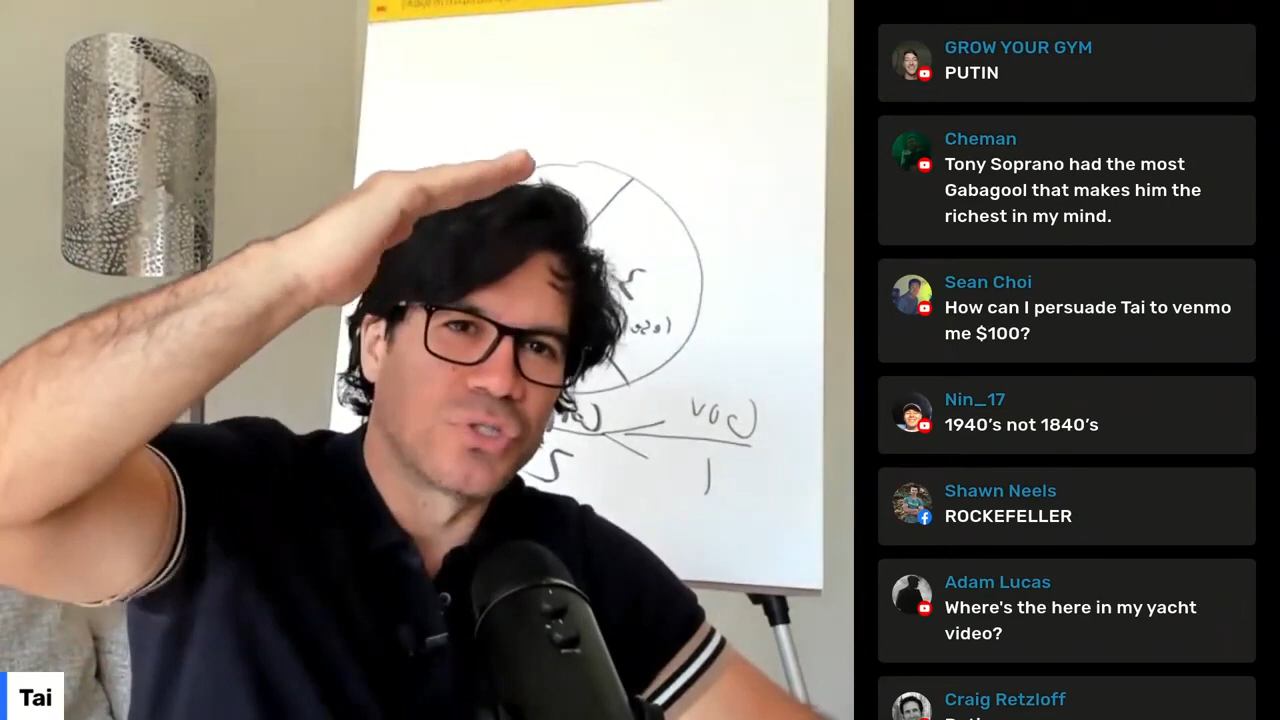 GROW YOUR GYM
PUTIN
Cheman
Tony Soprano had the most
Gabagool that makes him the
richest in my mind.
Sean Choi
How can I persuade Tai to venmo
me $100?
Nin_17
1940’s not 1840’s
Shawn Neels
ROCKEFELLER
Adam Lucas
Where's the here in my yacht
video?
Craig Retzloff
Tai